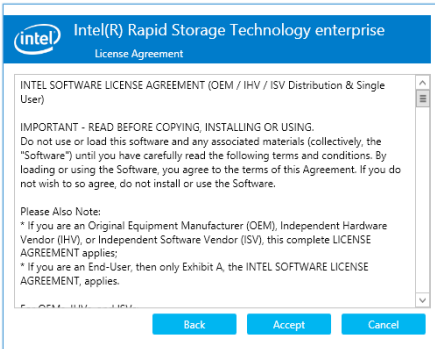 intel
Intel(R) Rapid Storage Technology enterprise
License Agreement
INTEL SOFTWARE LICENSE AGREEMENT (OEM / IHV / ISV Distribution & Single
User)
IMPORTANT - READ BEFORE COPYING, INSTALLING OR USING.
Do not use or load this software and any associated materials (collectively, the
"Software") until you have carefully read the following terms and conditions. By
loading or using the Software, you agree to the terms of this Agreement. If you do
not wish to so agree, do not install or use the Software.
Please Also Note:
* If you are an Original Equipment Manufacturer (OEM), Independent Hardware
Vendor (IHV), or Independent Software Vendor (ISV), this complete LICENSE
AGREEMENT applies;
* If you are an End-User, then only Exhibit A, the INTEL SOFTWARE LICENSE
AGREEMENT, applies.
Back
Accept
Cancel